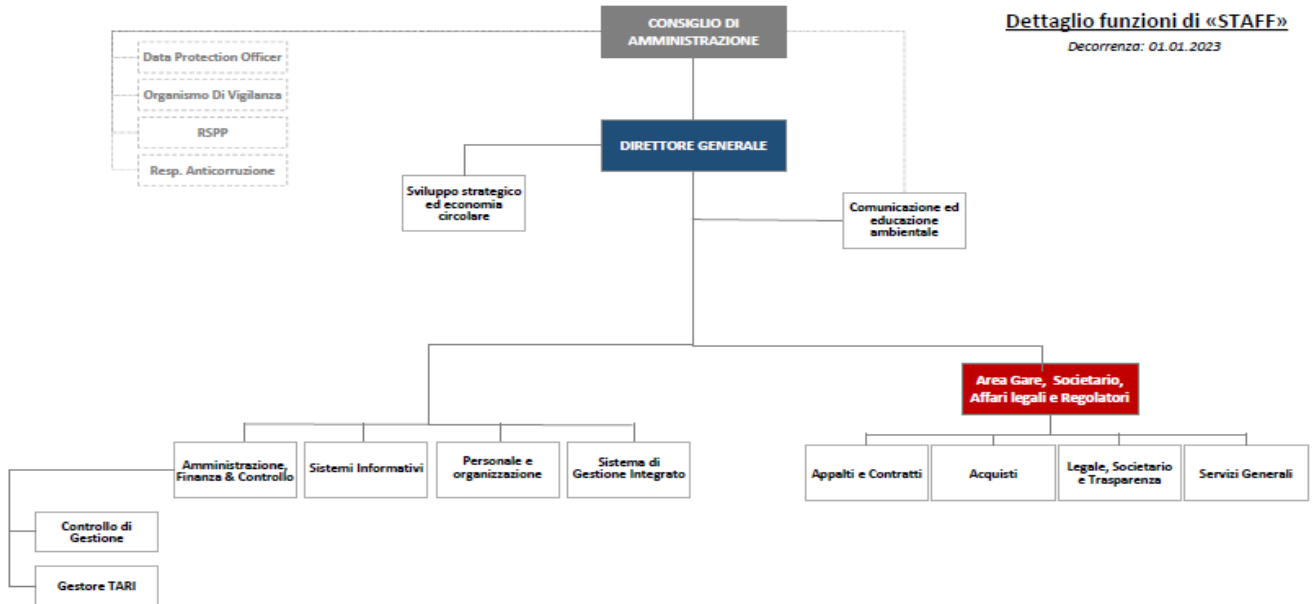 CONSIGLIO DI
AMMINISTRAZIONE
Dettaglio funzioni di «STAFF»
Decorrenza: 01.01.2023
Data Protection Officer
Organismo Di Vigilanza
RSPP
Resp. Anticorruzione
DIRETTORE GENERALE
Sviluppo strategico
ed economia
circolare
Comunicazione ed
educazione
ambientale
Area Gare, Societario,
Affari legali e Regolatori
Amministrazione,
Finanza & Controllo
Sistemi Informativi
Personale e
organizzazione
Sistema di
Gestione Integrato
Appalti e Contratti
Acquisti
Legale, Societario
e Trasparenza
Servizi Generali
Controllo di
Gestione
Gestore TARI